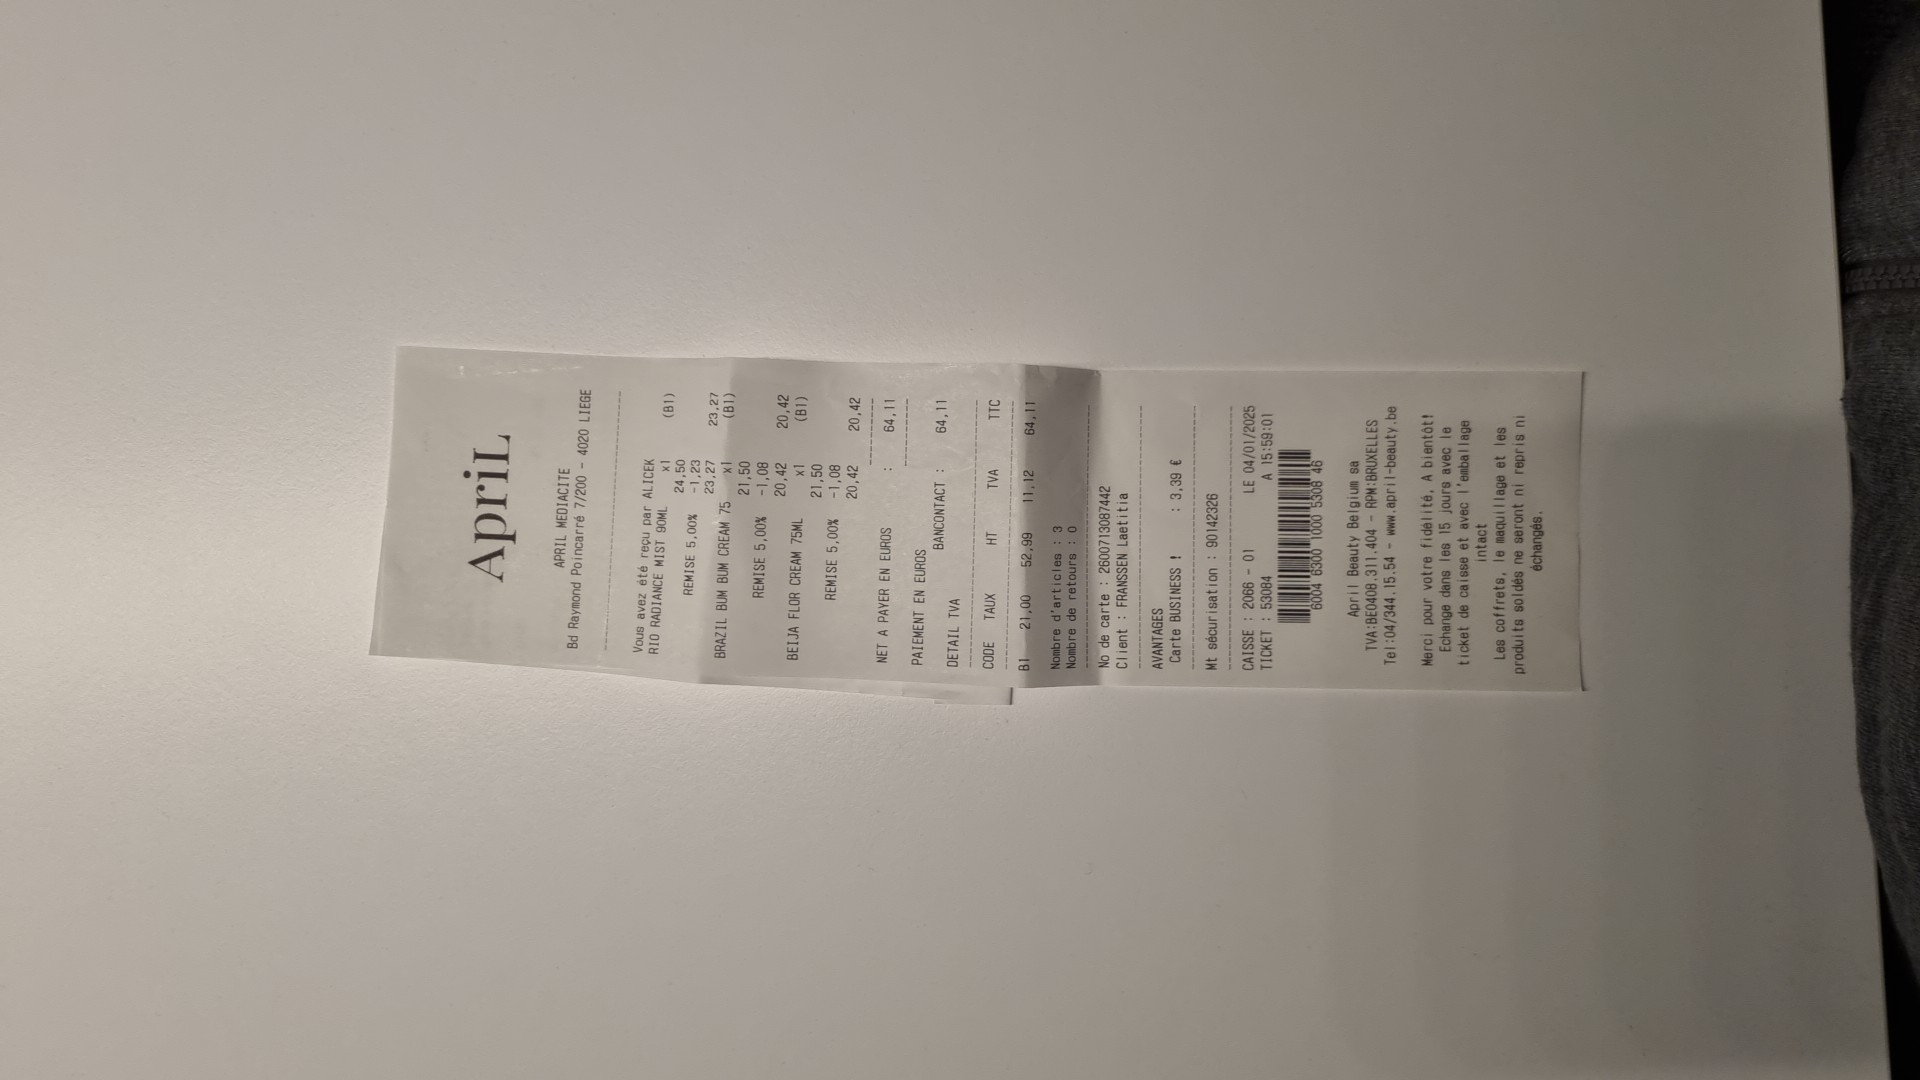 ApriL
APRIL MEDIACITE
Bd Raymond Poincarré 7/200 - 4020 LIEGE
Vous avez été reçu par ALICEK
RIO RADIANCE MIST 90ML x1 (B1)
24,50
REMISE 5,00% -1,23
23,27 23,27
BRAZIL BUM BUM CREAM 75 x1 (B1)
21,50
REMISE 5,00% -1,08
20,42 20,42
BEIJA FLOR CREAM 75ML x1 (B1)
21,50
REMISE 5,00% -1,08
20,42 20,42
NET A PAYER EN EUROS : 64,11
PAIEMENT EN EUROS
BANCONTACT : 64,11
DETAIL TVA
CODE TAUX HT TVA TTC
B1 21,00 52,99 11,12 64,11
Nombre d'articles : 3
Nombre de retours : 0
No de carte : 2600713087442
Client : FRANSSEN Laetitia
AVANTAGES
Carte BUSINESS ! : 3,39 €
Mt sécurisation : 90142326
CAISSE : 2066 - 01 LE 04/01/2025
TICKET : 53084 A 15:59:01
6004 6300 1000 5308 46
April Beauty Belgium sa
TVA:BE0408.311.404 - RPM:BRUXELLES
Tel:04/344.15.54 - www.april-beauty.be
Merci pour votre fidélité, A bientôt!
Echange dans les 15 jours avec le
ticket de caisse et avec l'emballage
intact
Les coffrets, le maquillage et les
produits soldés ne seront ni repris ni
échangés.